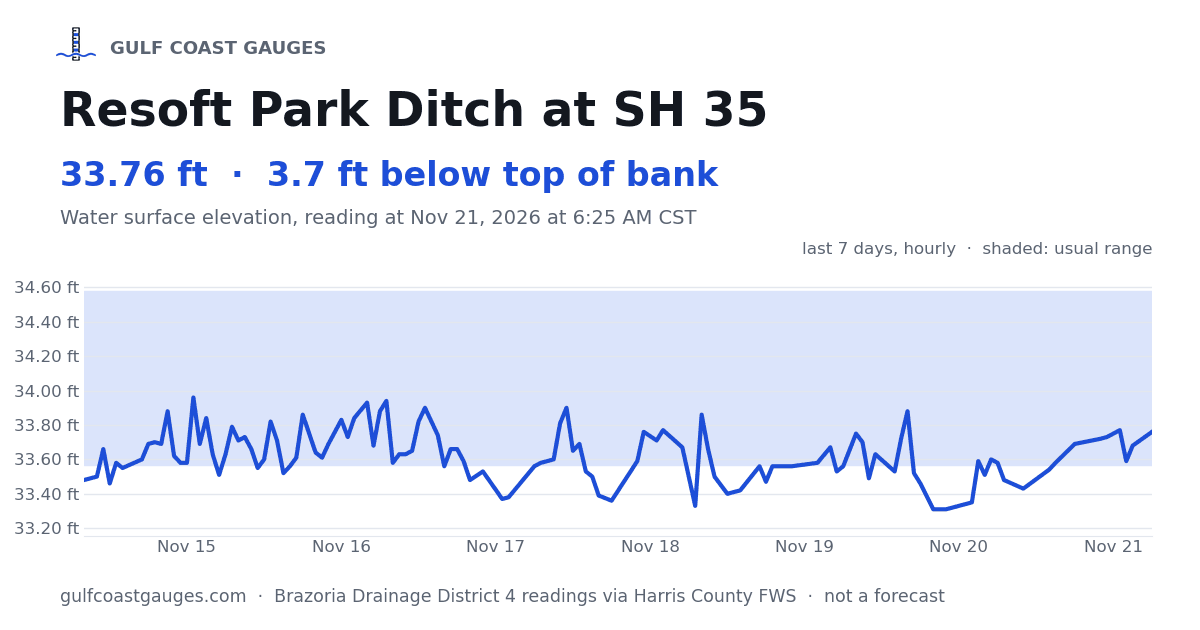 GULF COAST GAUGES
Resoft Park Ditch at SH 35
33.76 ft · 3.7 ft below top of bank
Water surface elevation, reading at Nov 21, 2026 at 6:25 AM CST
last 7 days, hourly · shaded: usual range
34.60 ft
34.40 ft
34.20 ft
34.00 ft
33.80 ft
33.60 ft
33.40 ft
33.20 ft
Nov 15 Nov 16 Nov 17 Nov 18 Nov 19 Nov 20 Nov 21
gulfcoastgauges.com · Brazoria Drainage District 4 readings via Harris County FWS · not a forecast